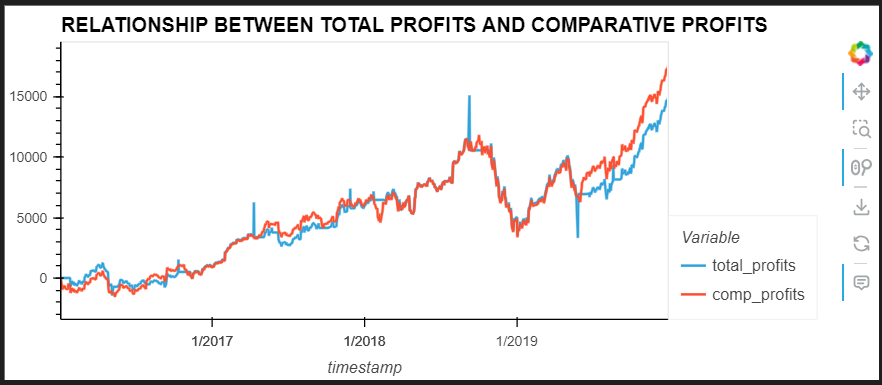 RELATIONSHIP BETWEEN TOTAL PROFITS AND COMPARATIVE PROFITS
15000
10000
5000
0
1/2017
1/2018
1/2019
timestamp
Variable
total_profits
comp_profits